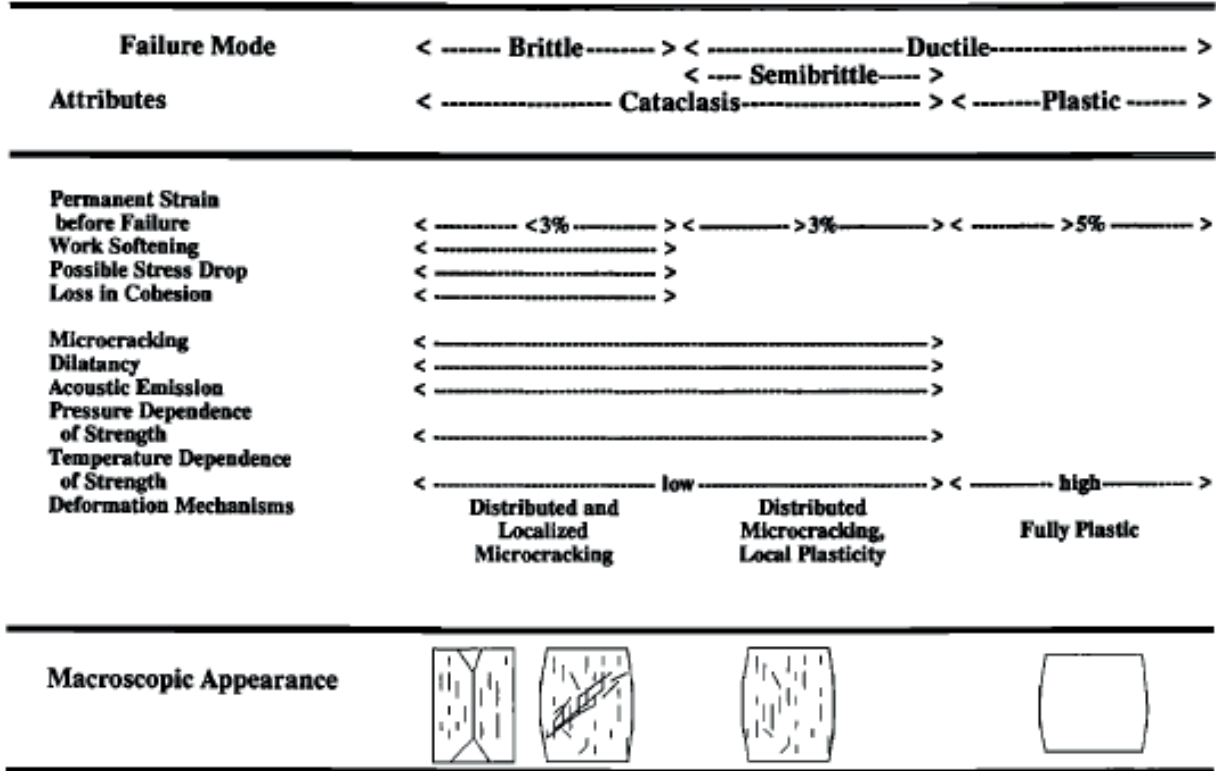 Failure Mode < ------- Brittle-------- > < ----------------------Ductile------------------------- >
< ---- Semibrittle----- >
Attributes < ------------------- Cataclasis-------------------- > < --------Plastic ------- >
Permanent Strain
before Failure < ---------- <3% ---------- > < ---------- >3% ---------- > < ---------- >5% ---------- >
Work Softening < --------------------------- >
Possible Stress Drop < --------------------------- >
Loss in Cohesion < --------------------------- >
Microcracking < ------------------------------------------------------------ >
Dilatancy < ------------------------------------------------------------ >
Acoustic Emission < ------------------------------------------------------------ >
Pressure Dependence
of Strength < ------------------------------------------------------------ >
Temperature Dependence
of Strength < ---------------------------- low ---------------------------- > < ---------- high---------- >
Deformation Mechanisms Distributed and Distributed
Localized Microcracking, Fully Plastic
Microcracking Local Plasticity
Macroscopic Appearance